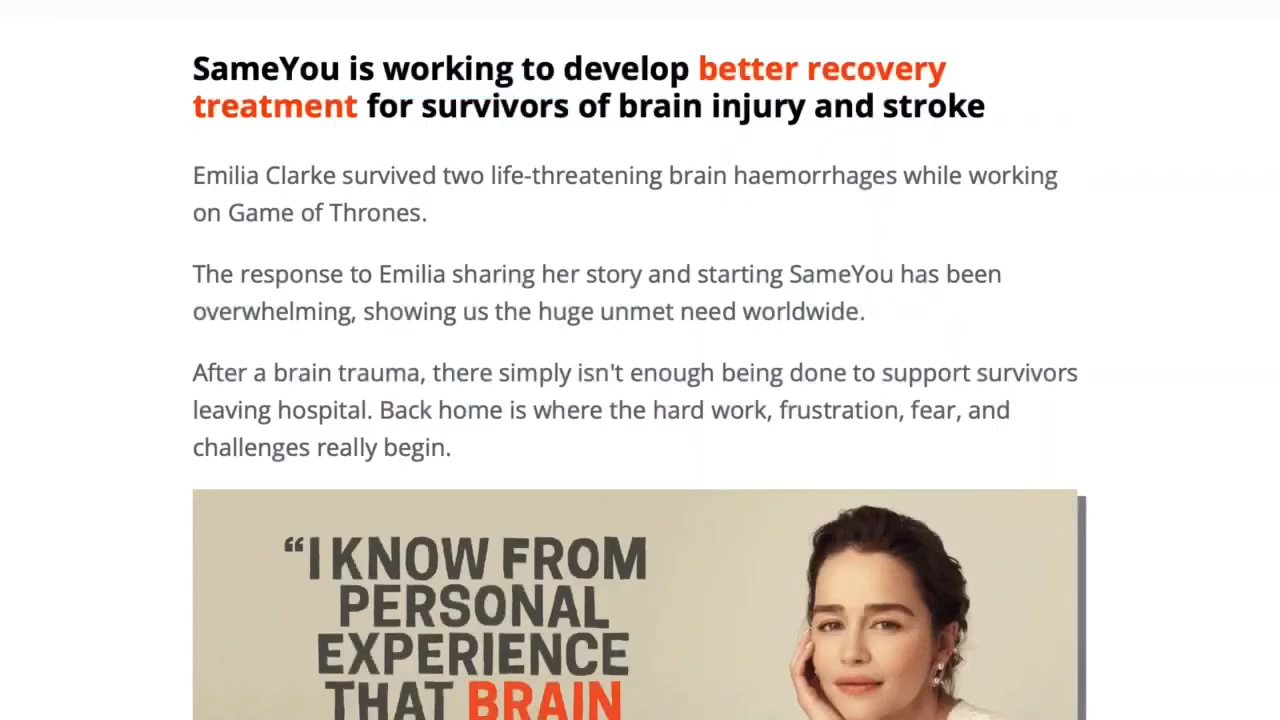 SameYou is working to develop better recovery
treatment for survivors of brain injury and stroke
Emilia Clarke survived two life-threatening brain haemorrhages while working
on Game of Thrones.
The response to Emilia sharing her story and starting SameYou has been
overwhelming, showing us the huge unmet need worldwide.
After a brain trauma, there simply isn't enough being done to support survivors
leaving hospital. Back home is where the hard work, frustration, fear, and
challenges really begin.
“I KNOW FROM
PERSONAL
EXPERIENCE
THAT BRAIN